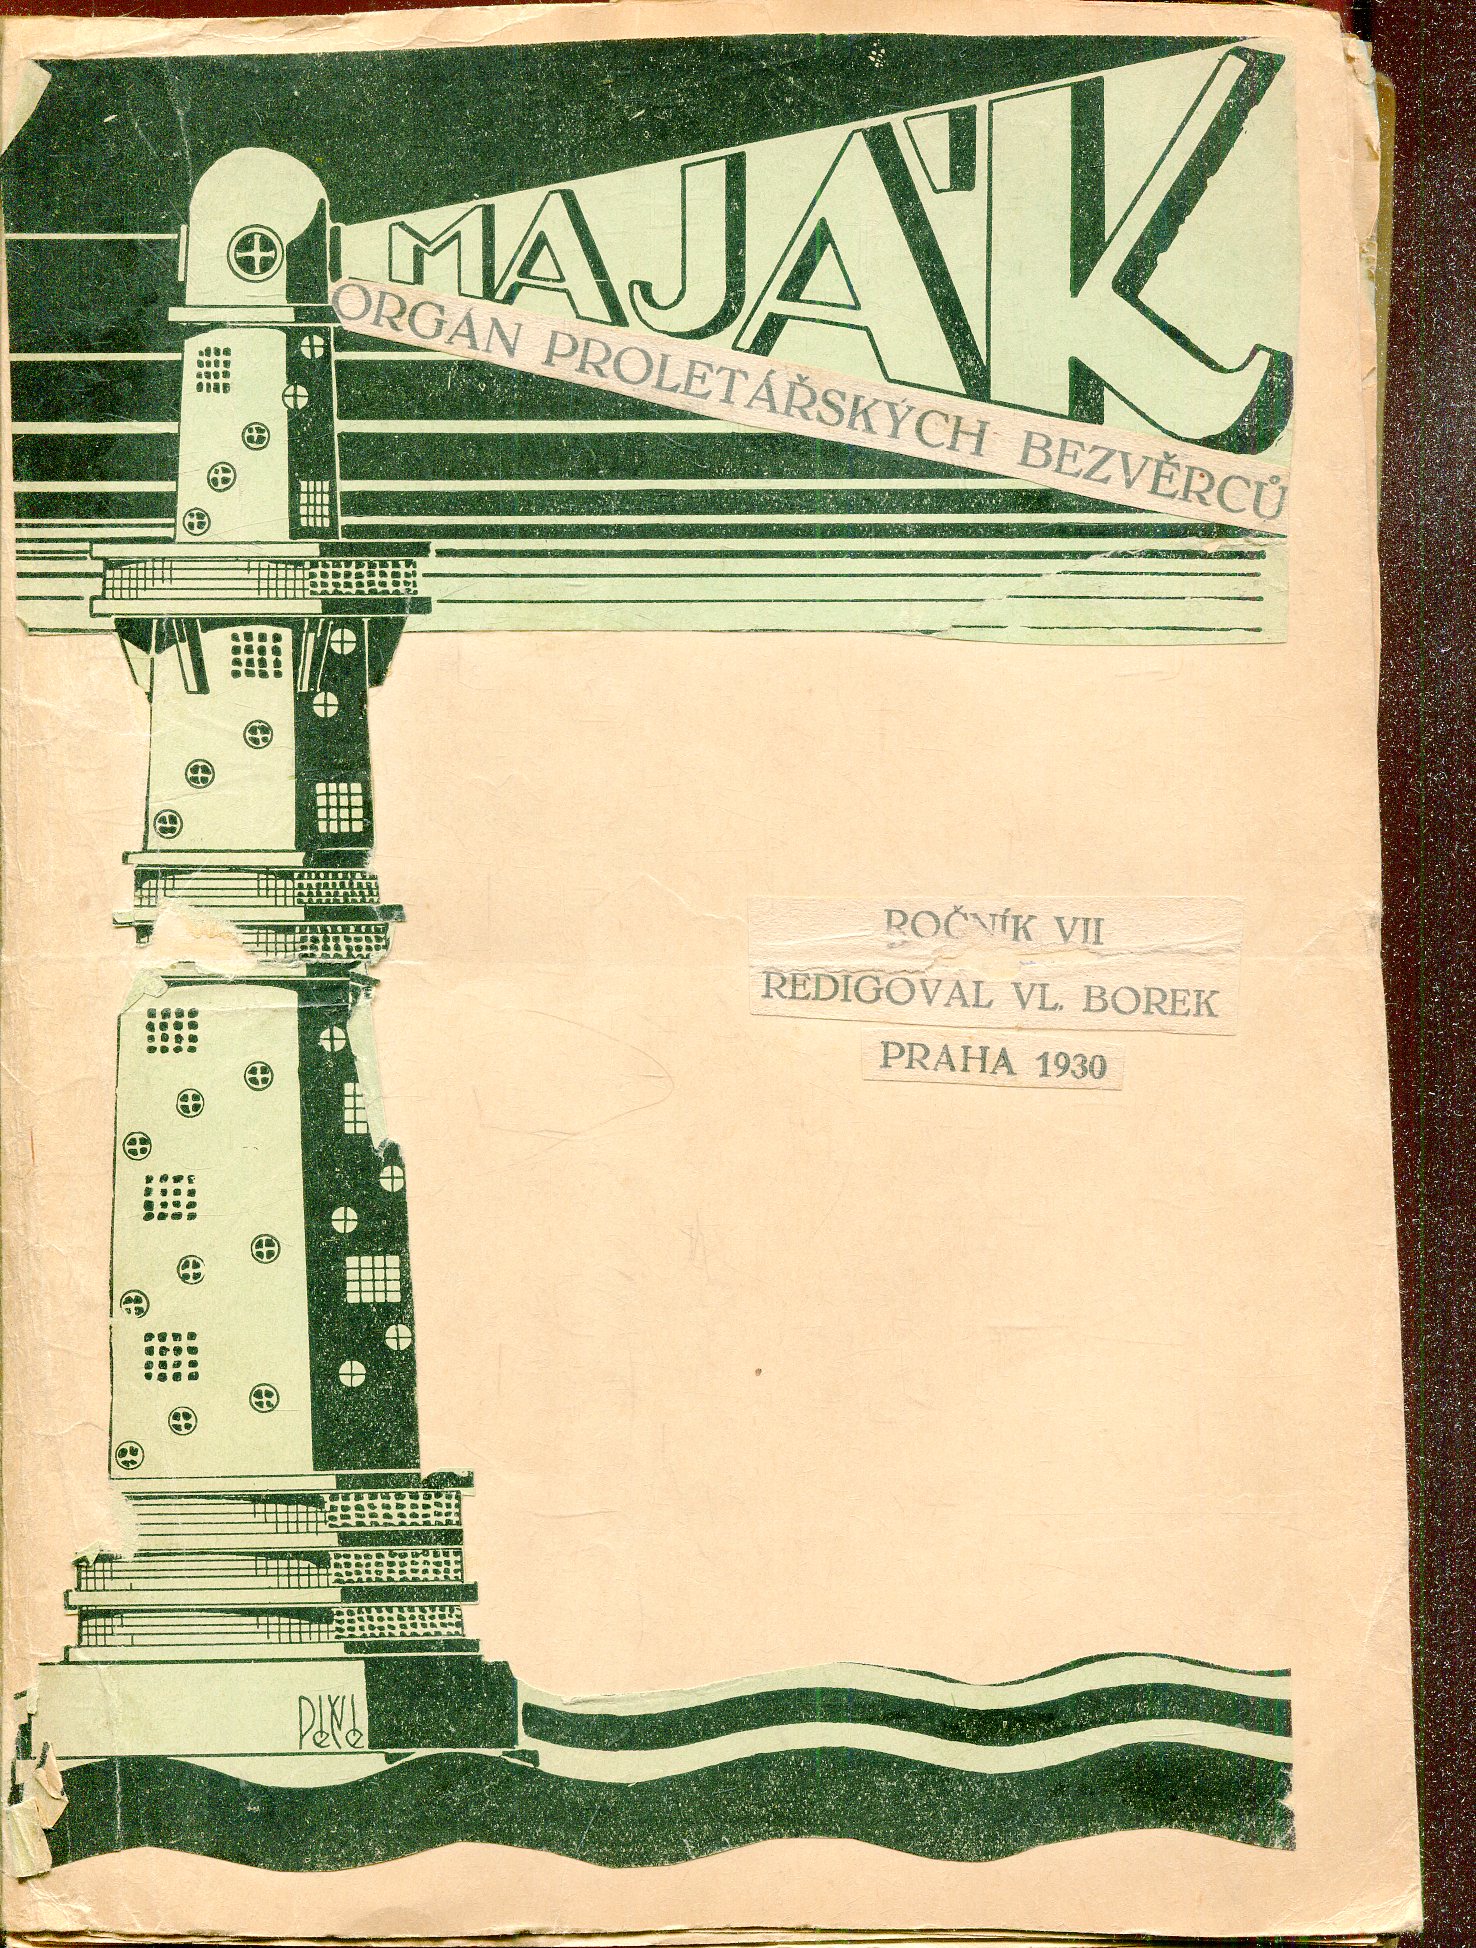 MAJÁK
ORGÁN PROLETÁŘSKÝCH BEZVĚRCŮ
ROČNÍK VII
REDIGOVAL VL. BOREK
PRAHA 1930